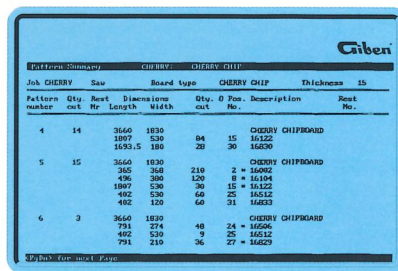 Giben
Pattern Summary CHERRY: CHERRY CHIP
Job CHERRY Saw Board type CHERRY CHIP Thickness 15
Pattern Qty. Rest Dimensions Qty. O Pos. Description Rest
number cut Nr Length Width cut No. No.
4 14 3660 1830 CHERRY CHIPBOARD
1807 530 84 15 16122
1693.5 180 28 30 16830
5 15 3660 1830 CHERRY CHIPBOARD
365 368 210 2 * 16002
496 380 120 8 * 16104
1807 530 30 15 * 16122
402 530 60 25 16512
402 120 60 31 16833
6 3 3660 1830 CHERRY CHIPBOARD
791 274 48 24 * 16506
402 530 9 25 16512
791 210 36 27 * 16829
<PgDn> for next Page